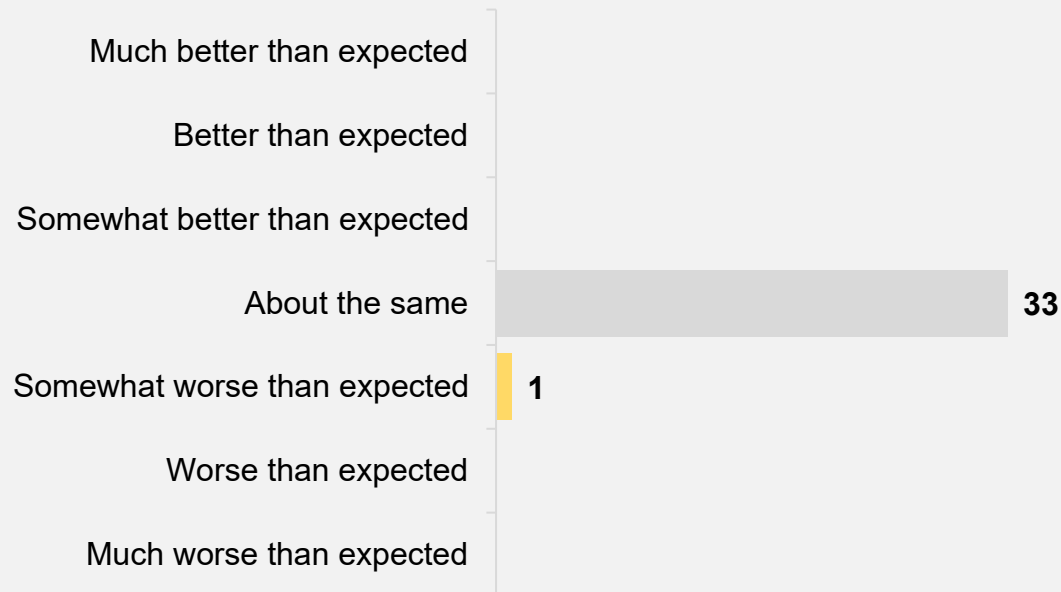 Much better than expected
Better than expected
Somewhat better than expected
About the same
33
Somewhat worse than expected
1
Worse than expected
Much worse than expected